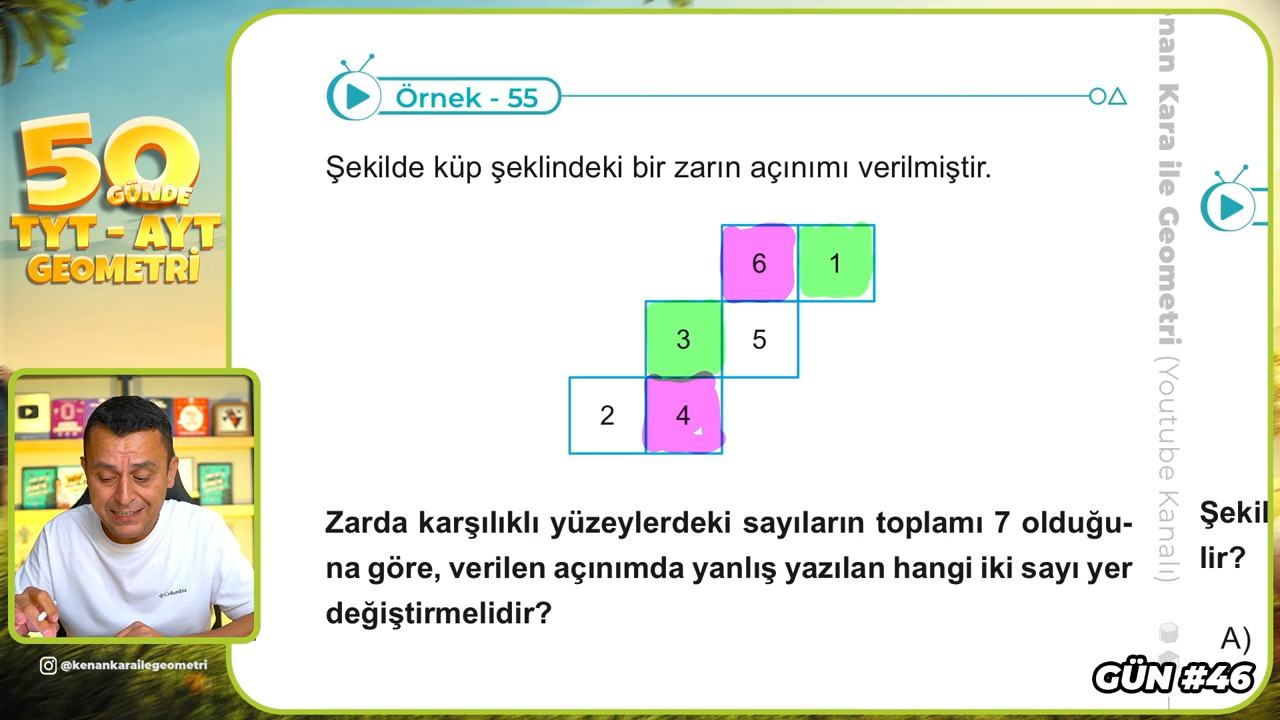 50
GÜNDE
TYT - AYT
GEOMETRİ
Örnek - 55
Şekilde küp şeklindeki bir zarın açınımı verilmiştir.
6 1
3 5
2 4
Zarda karşılıklı yüzeylerdeki sayıların toplamı 7 olduğu-
na göre, verilen açınımda yanlış yazılan hangi iki sayı yer
değiştirmelidir?
nan Kara ile Geometri (Youtube Kanalı)
Şekil
lir?
A)
Columbia
@kenankarailegeometri
GÜN #46